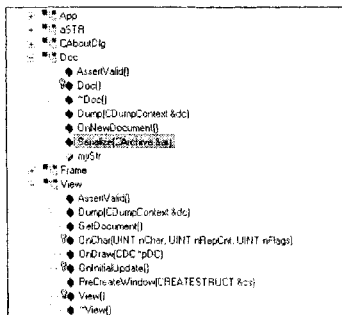 App
aSTR
CAboutDlg
Doc
AssertValid()
Doc()
~Doc()
Dump(CDumpContext &dc)
OnNewDocument()
Serialize(CArchive &ar)
myStr
Frame
View
AssertValid()
Dump(CDumpContext &dc)
GetDocument()
OnChar(UINT nChar, UINT nRepCnt, UINT nFlags)
OnDraw(CDC *pDC)
OnInitialUpdate()
PreCreateWindow(CREATESTRUCT &cs)
View()
~View()